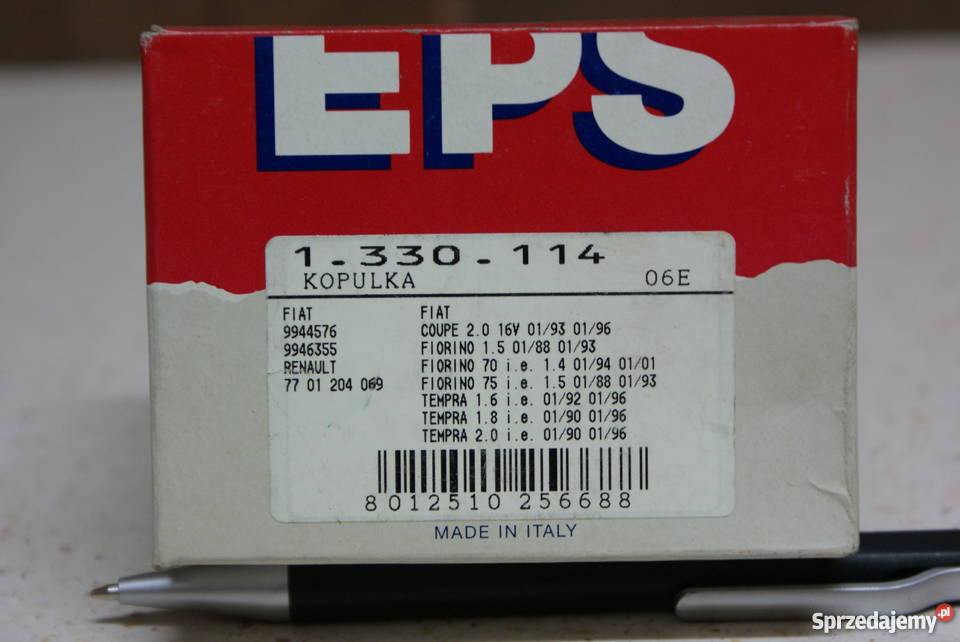 EPS
1.330.114
KOPULKA 06E
FIAT FIAT
9944576 COUPE 2.0 16V 01/93 01/96
9946355 FIORINO 1.5 01/88 01/93
RENAULT FIORINO 70 i.e. 1.4 01/94 01/01
77 01 204 069 FIORINO 75 i.e. 1.5 01/88 01/93
TEMPRA 1.6 i.e. 01/92 01/96
TEMPRA 1.8 i.e. 01/90 01/96
TEMPRA 2.0 i.e. 01/90 01/96
8 012510 256688
MADE IN ITALY
Sprzedajemy.pl